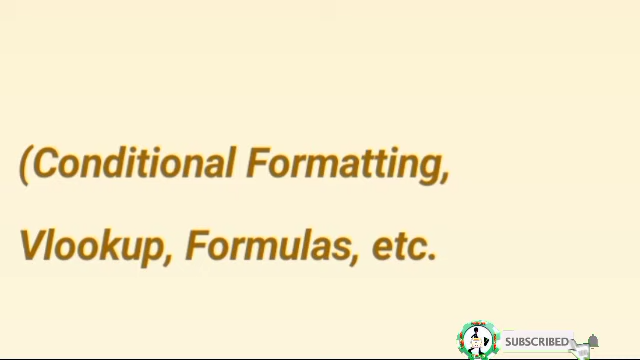 (Conditional Formatting,
Vlookup, Formulas, etc.
SUBSCRIBED